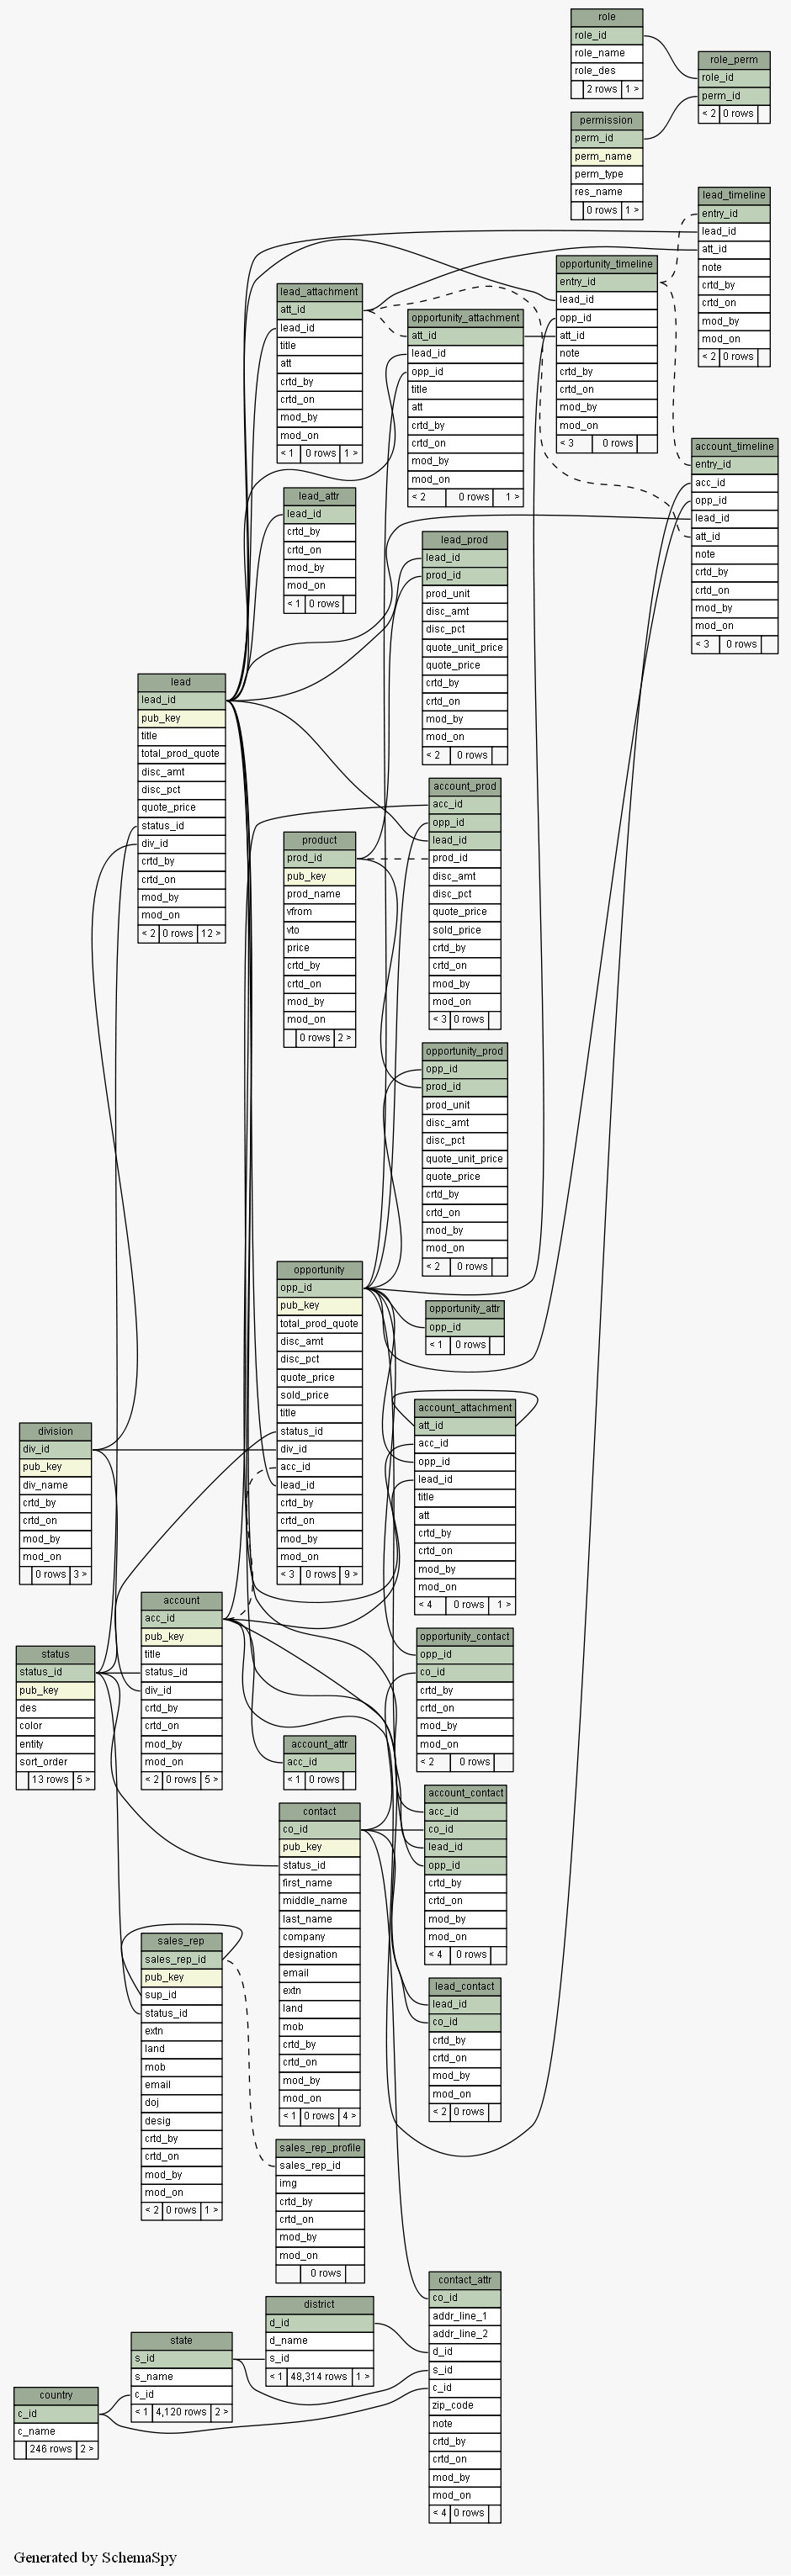 role
role_id
role_name
role_des
2 rows 1 >
role_perm
role_id
perm_id
< 2 0 rows
permission
perm_id
perm_name
perm_type
res_name
0 rows 1 >
lead_timeline
entry_id
lead_id
att_id
note
crtd_by
crtd_on
mod_by
mod_on
< 2 0 rows
opportunity_timeline
entry_id
lead_id
opp_id
att_id
note
crtd_by
crtd_on
mod_by
mod_on
< 3 0 rows
lead_attachment
att_id
lead_id
title
att
crtd_by
crtd_on
mod_by
mod_on
< 1 0 rows 1 >
opportunity_attachment
att_id
lead_id
opp_id
title
att
crtd_by
crtd_on
mod_by
mod_on
< 2 0 rows 1 >
account_timeline
entry_id
acc_id
opp_id
lead_id
att_id
note
crtd_by
crtd_on
mod_by
mod_on
< 3 0 rows
lead_attr
lead_id
crtd_by
crtd_on
mod_by
mod_on
< 1 0 rows
lead_prod
lead_id
prod_id
prod_unit
disc_amt
disc_pct
quote_unit_price
quote_price
crtd_by
crtd_on
mod_by
mod_on
< 2 0 rows
lead
lead_id
pub_key
title
total_prod_quote
disc_amt
disc_pct
quote_price
status_id
div_id
crtd_by
crtd_on
mod_by
mod_on
< 2 0 rows 12 >
account_prod
acc_id
opp_id
lead_id
prod_id
disc_amt
disc_pct
quote_price
sold_price
crtd_by
crtd_on
mod_by
mod_on
< 3 0 rows
product
prod_id
pub_key
prod_name
vfrom
vto
price
crtd_by
crtd_on
mod_by
mod_on
0 rows 2 >
opportunity_prod
opp_id
prod_id
prod_unit
disc_amt
disc_pct
quote_unit_price
quote_price
crtd_by
crtd_on
mod_by
mod_on
< 2 0 rows
opportunity
opp_id
pub_key
total_prod_quote
disc_amt
disc_pct
quote_price
sold_price
title
status_id
div_id
acc_id
lead_id
crtd_by
crtd_on
mod_by
mod_on
< 3 0 rows 9 >
opportunity_attr
opp_id
< 1 0 rows
account_attachment
att_id
acc_id
opp_id
lead_id
title
att
crtd_by
crtd_on
mod_by
mod_on
< 4 0 rows 1 >
division
div_id
pub_key
div_name
crtd_by
crtd_on
mod_by
mod_on
0 rows 3 >
account
acc_id
pub_key
title
status_id
div_id
crtd_by
crtd_on
mod_by
mod_on
< 2 0 rows 5 >
opportunity_contact
opp_id
co_id
crtd_by
crtd_on
mod_by
mod_on
< 2 0 rows
status
status_id
pub_key
des
color
entity
sort_order
13 rows 5 >
account_attr
acc_id
< 1 0 rows
account_contact
acc_id
co_id
lead_id
opp_id
crtd_by
crtd_on
mod_by
mod_on
< 4 0 rows
contact
co_id
pub_key
status_id
first_name
middle_name
last_name
company
designation
email
extn
land
mob
crtd_by
crtd_on
mod_by
mod_on
< 1 0 rows 4 >
sales_rep
sales_rep_id
pub_key
sup_id
status_id
extn
land
mob
email
doj
desig
crtd_by
crtd_on
mod_by
mod_on
< 2 0 rows 1 >
lead_contact
lead_id
co_id
crtd_by
crtd_on
mod_by
mod_on
< 2 0 rows
sales_rep_profile
sales_rep_id
img
crtd_by
crtd_on
mod_by
mod_on
0 rows
contact_attr
co_id
addr_line_1
addr_line_2
d_id
s_id
c_id
zip_code
note
crtd_by
crtd_on
mod_by
mod_on
< 4 0 rows
district
d_id
d_name
s_id
< 1 48,314 rows 1 >
state
s_id
s_name
c_id
< 1 4,120 rows 2 >
country
c_id
c_name
246 rows 2 >
Generated by SchemaSpy